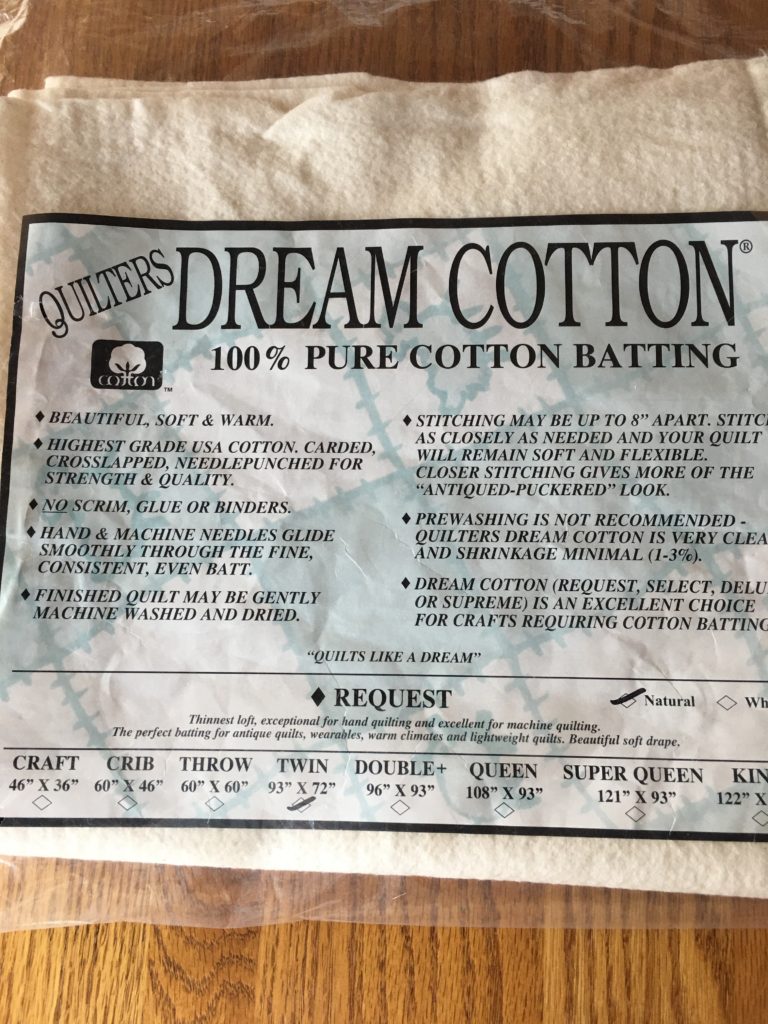 QUILTERS DREAM COTTON®
cotton™
100% PURE COTTON BATTING
♦ BEAUTIFUL, SOFT & WARM.
♦ HIGHEST GRADE USA COTTON. CARDED,
CROSSLAPPED, NEEDLEPUNCHED FOR
STRENGTH & QUALITY.
♦ NO SCRIM, GLUE OR BINDERS.
♦ HAND & MACHINE NEEDLES GLIDE
SMOOTHLY THROUGH THE FINE,
CONSISTENT, EVEN BATT.
♦ FINISHED QUILT MAY BE GENTLY
MACHINE WASHED AND DRIED.
♦ STITCHING MAY BE UP TO 8” APART. STITC
AS CLOSELY AS NEEDED AND YOUR QUILT
WILL REMAIN SOFT AND FLEXIBLE.
CLOSER STITCHING GIVES MORE OF THE
“ANTIQUED-PUCKERED” LOOK.
♦ PREWASHING IS NOT RECOMMENDED -
QUILTERS DREAM COTTON IS VERY CLEA
AND SHRINKAGE MINIMAL (1-3%).
♦ DREAM COTTON (REQUEST, SELECT, DELU
OR SUPREME) IS AN EXCELLENT CHOICE
FOR CRAFTS REQUIRING COTTON BATTING
“QUILTS LIKE A DREAM”
♦ REQUEST Natural Wh
Thinnest loft, exceptional for hand quilting and excellent for machine quilting.
The perfect batting for antique quilts, wearables, warm climates and lightweight quilts. Beautiful soft drape.
CRAFT CRIB THROW TWIN DOUBLE+ QUEEN SUPER QUEEN KIN
46” X 36” 60” X 46” 60” X 60” 93” X 72” 96” X 93” 108” X 93” 121” X 93” 122” X